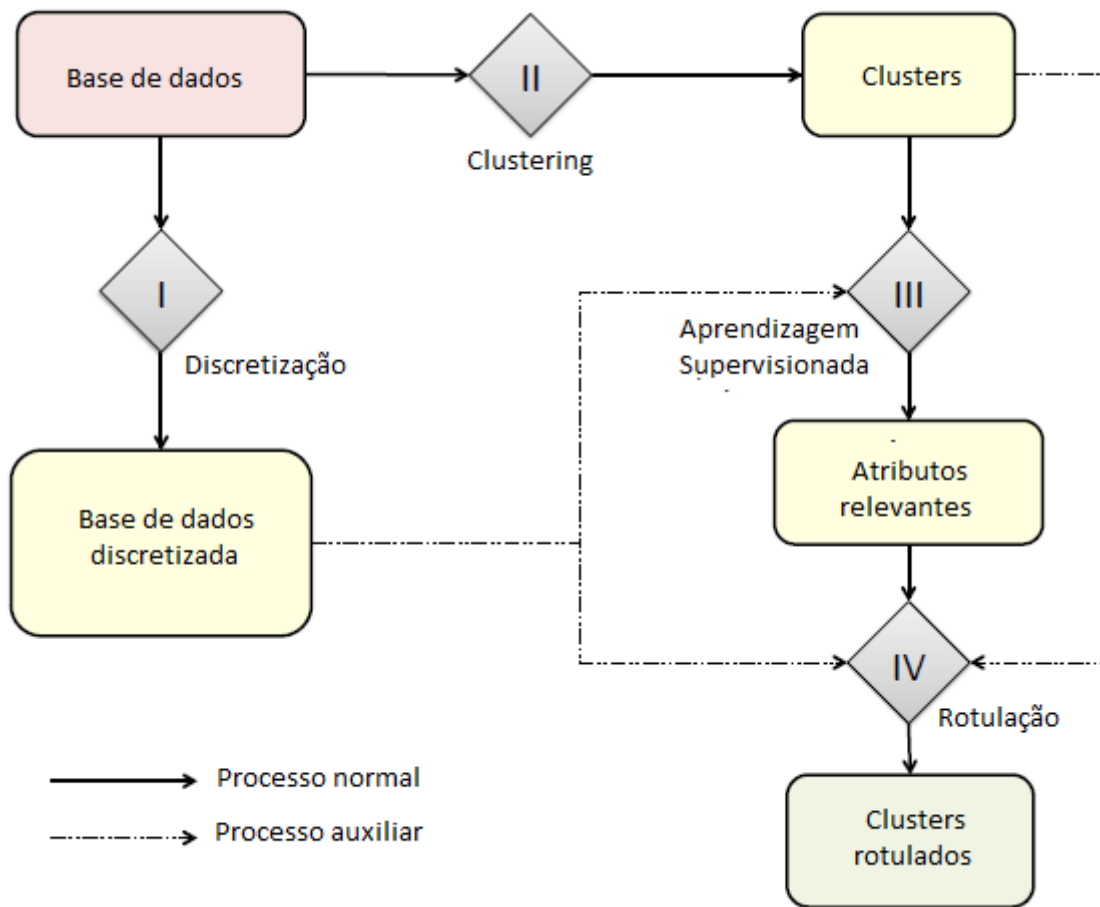 Base de dados
II
Clusters
Clustering
I
III
Discretização
Aprendizagem
Supervisionada
Base de dados
discretizada
Atributos
relevantes
IV
Rotulação
Processo normal
Processo auxiliar
Clusters
rotulados